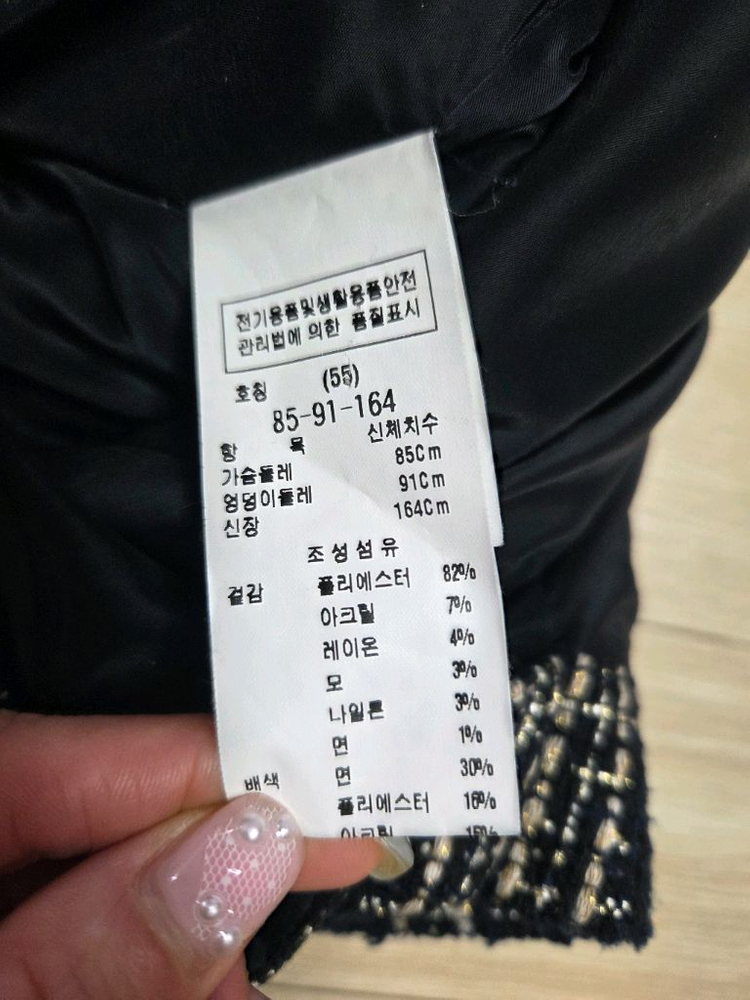 전기용품및생활용품안전
관리법에 의한 품질표시
호칭 (55)
85-91-164
항 목 신체치수
가슴둘레 85Cm
엉덩이둘레 91Cm
신장 164Cm
조성섬유
겉감 폴리에스터 82%
아크릴 7%
레이온 4%
모 3%
나일론 3%
면 1%
배색 면 30%
폴리에스터 16%
아크릴 15%